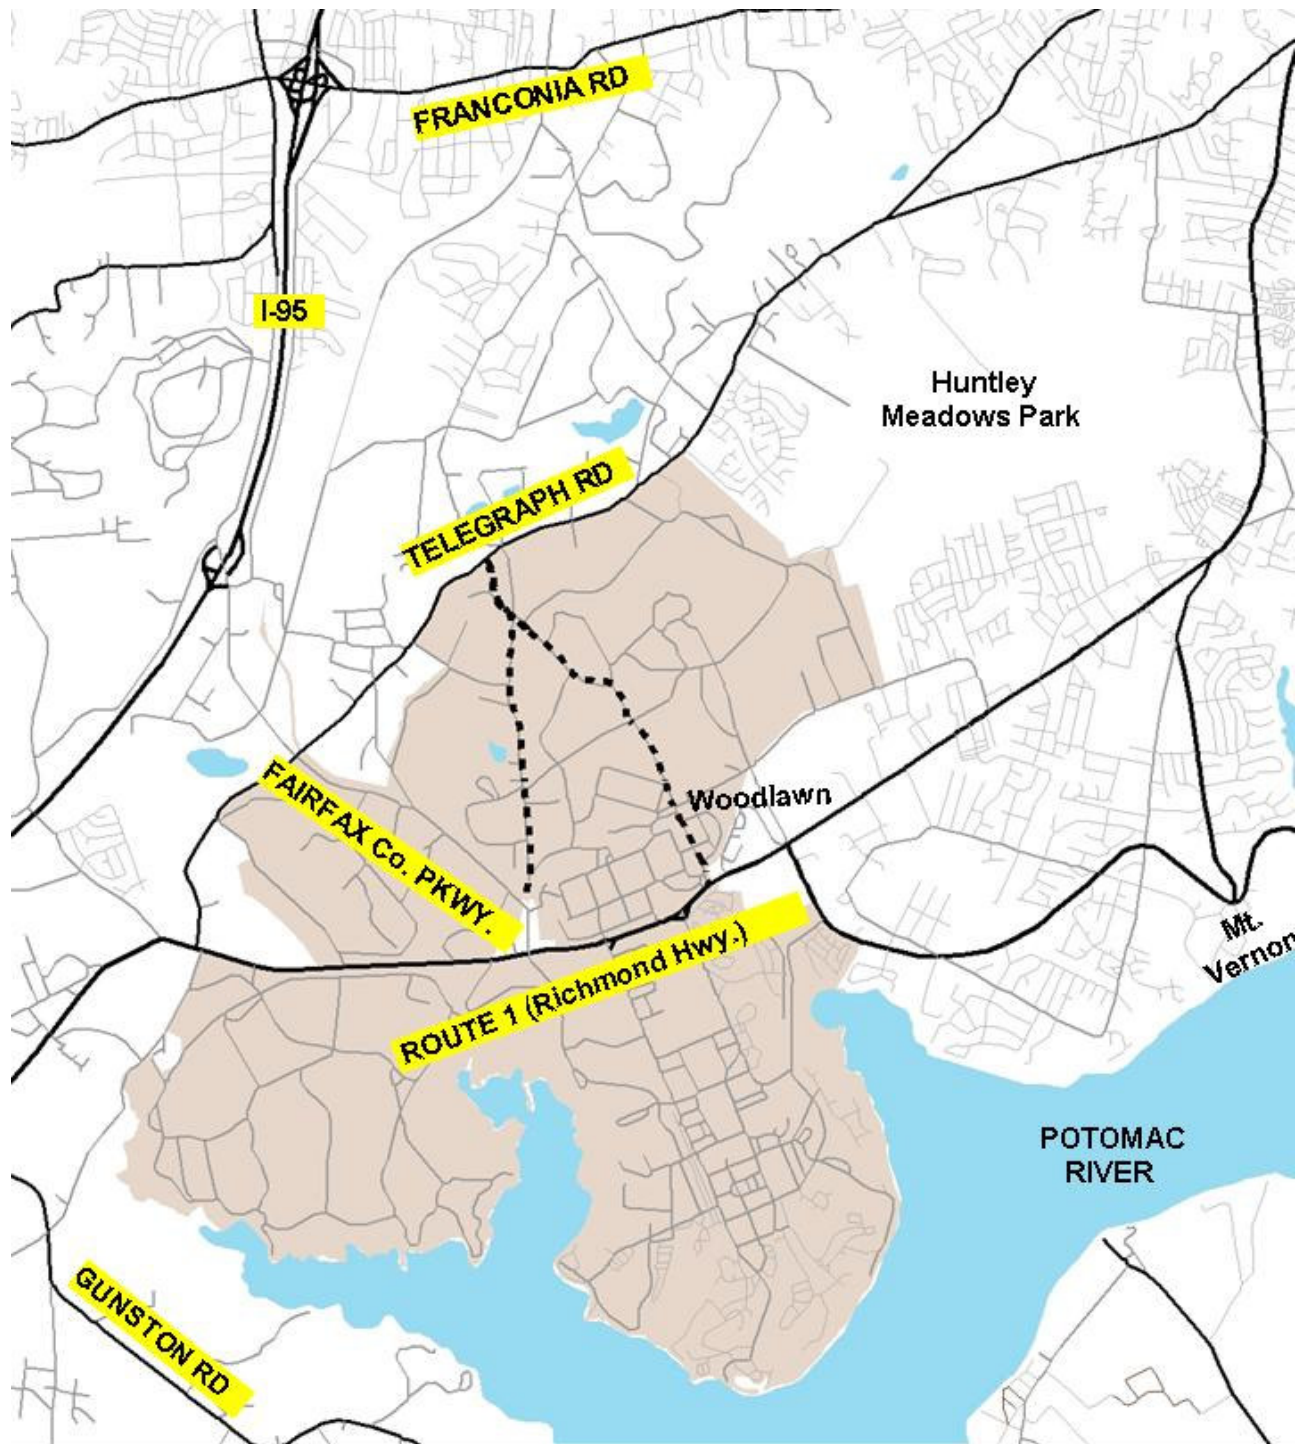 FRANCONIA RD
I-95
Huntley
Meadows Park
TELEGRAPH RD
Woodlawn
FAIRFAX Co. PKWY.
ROUTE 1 (Richmond Hwy.)
Mt.
Vernon
POTOMAC
RIVER
GUNSTON RD